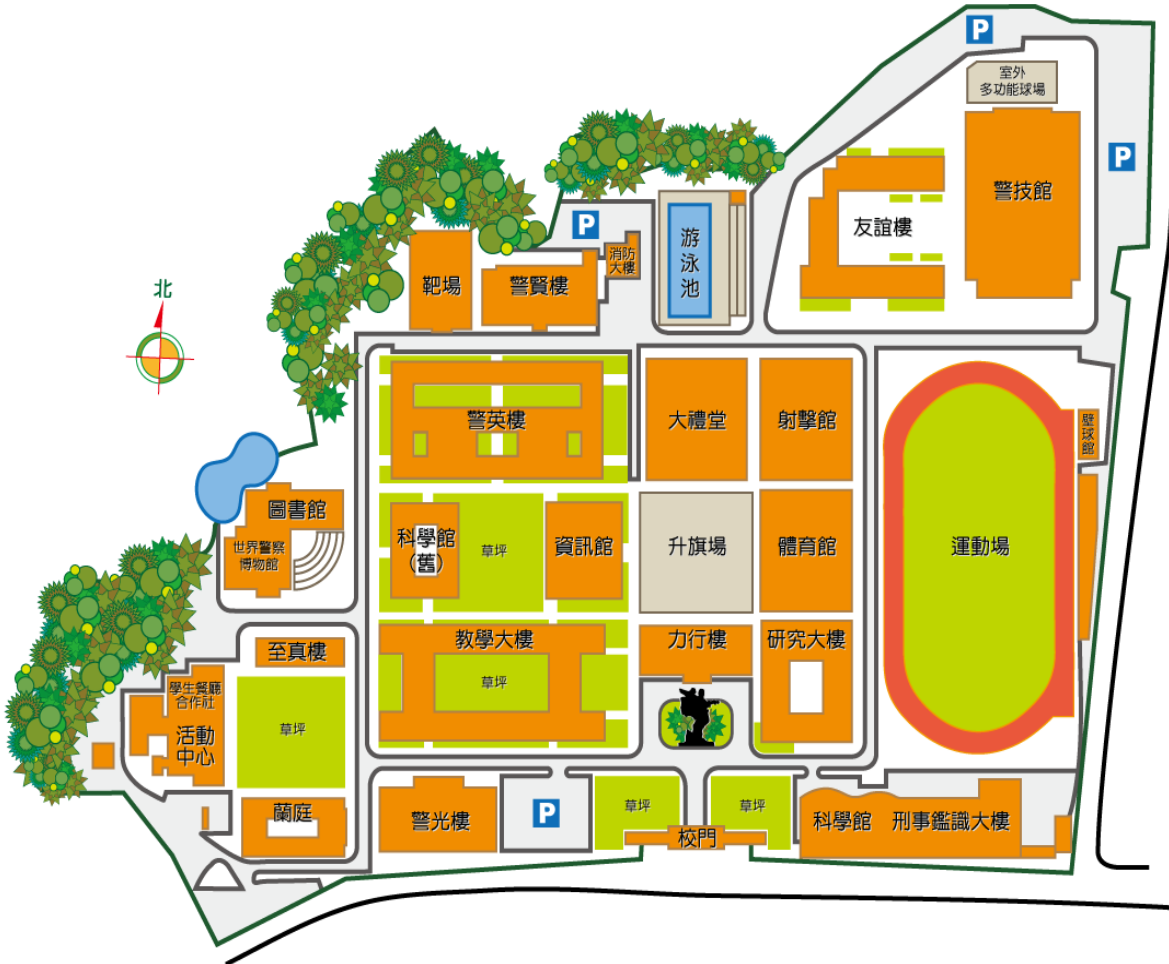 P
室外
多功能球場
P
警技館
友誼樓
P
游
泳
池
消防
大樓
靶場
警賢樓
北
警英樓
大禮堂
射擊館
壁
球
館
圖書館
世界警察
博物館
科學館
(舊)
草坪
資訊館
升旗場
體育館
運動場
至真樓
教學大樓
草坪
力行樓
研究大樓
學生餐廳
合作社
活動
中心
草坪
蘭庭
警光樓
P
草坪
草坪
校門
科學館
刑事鑑識大樓